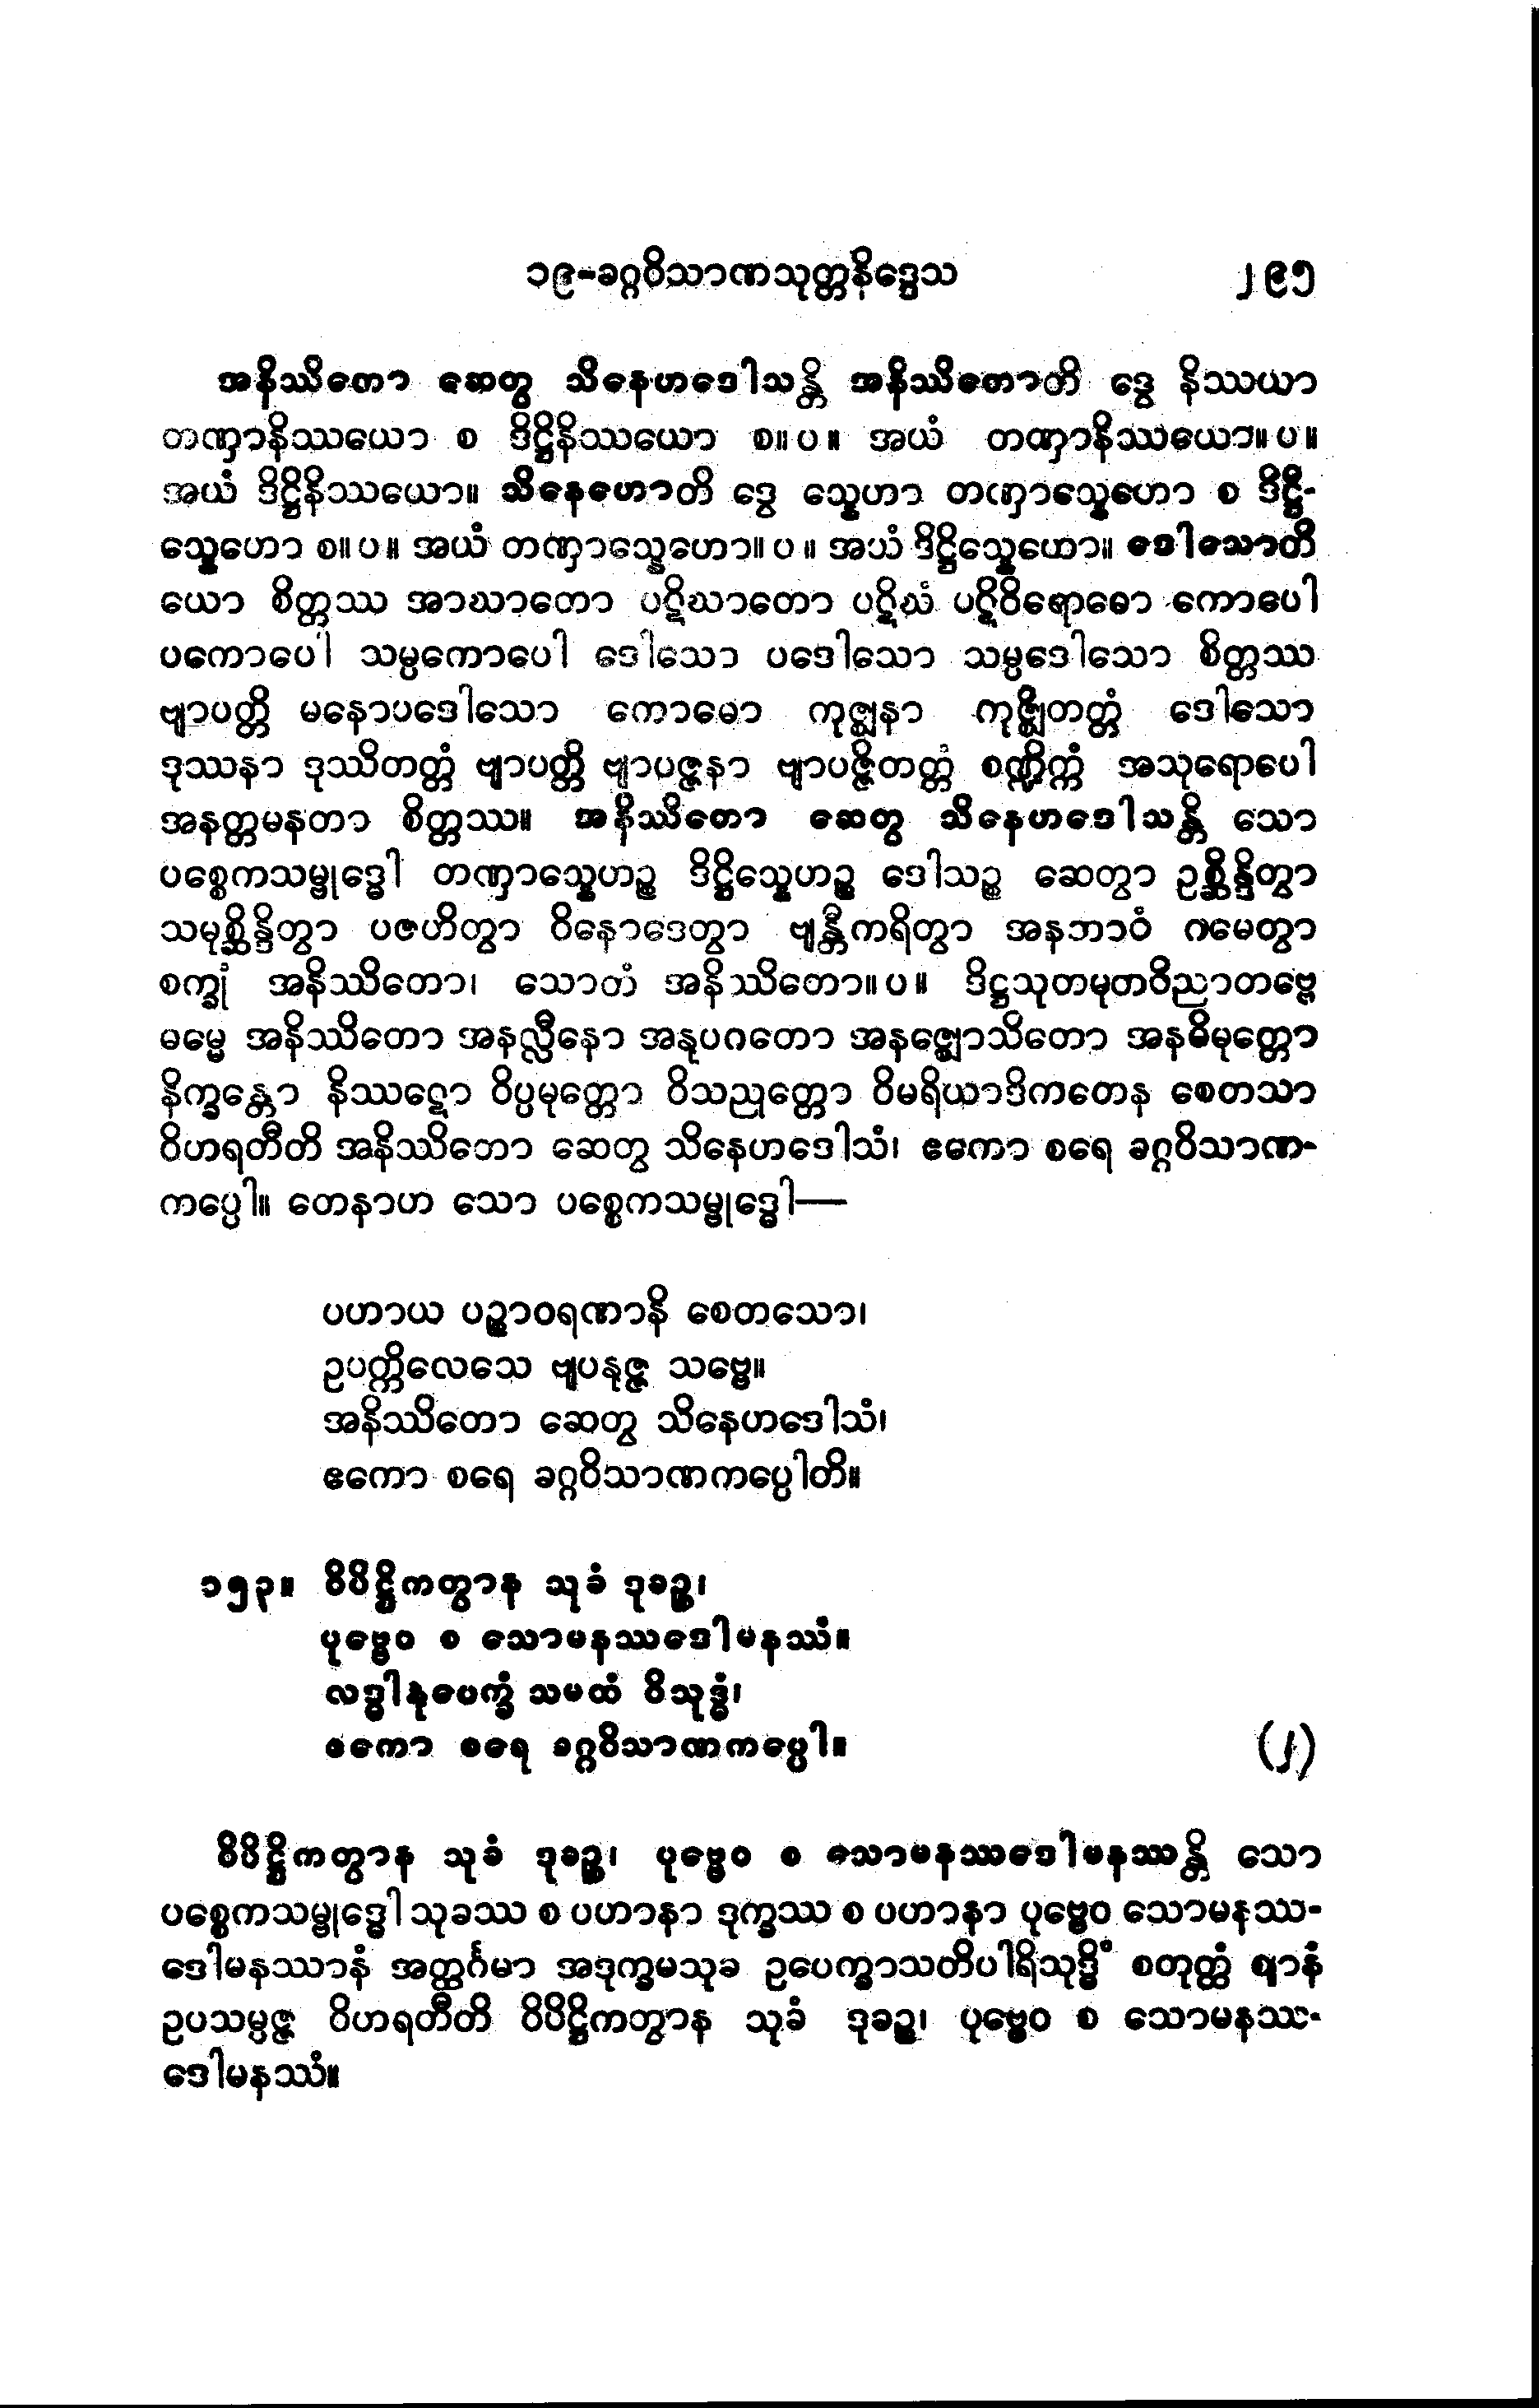 ၁၉-ခဂ္ဂဝိသာဏသုတ္တနိဒ္ဒေသ ၂၉၅
အနိဿိတော ဆေတွ သိနေဟဒေါသန္တိ အနိဿိတောတိ ဒွေ နိဿယာ
တဏှာနိဿယော စ ဒိဋ္ဌိနိဿယော စ။ပ။ အယံ တဏှာနိဿယော။ပ။
အယံ ဒိဋ္ဌိနိဿယော။ သိနေဟောတိ ဒွေ သ္နေဟာ တဏှာသ္နေဟော စ ဒိဋ္ဌိ-
သ္နေဟော စ။ပ။ အယံ တဏှာသ္နေဟော။ပ။ အယံ ဒိဋ္ဌိသ္နေဟော။ ဒေါသောတိ
ယော စိတ္တဿ အာဃာတော ပဋိဃာတော ပဋိဃံ ပဋိဝိရောဓော ကောပေါ
ပကောပေါ သမ္ပကောပေါ ဒေါသော ပဒေါသော သမ္ပဒေါသော စိတ္တဿ
ဗျာပတ္တိ မနောပဒေါသော ကောဓော ကုဇ္ဈနာ ကုဇ္ဈိတတ္တံ ဒေါသော
ဒုဿနာ ဒုဿိတတ္တံ ဗျာပတ္တိ ဗျာပဇ္ဇနာ ဗျာပဇ္ဇိတတ္တံ စဏ္ဍိက္ကံ အသုရောပေါ
အနတ္တမနတာ စိတ္တဿ။ အနိဿိတော ဆေတွ သိနေဟဒေါသန္တိ သော
ပစ္စေကသမ္ဗုဒ္ဓေါ တဏှာသ္နေဟဉ္စ ဒိဋ္ဌိသ္နေဟဉ္စ ဒေါသဉ္စ ဆေတွာ ဥစ္ဆိန္ဒိတွာ
သမုစ္ဆိန္ဒိတွာ ပဇဟိတွာ ဝိနောဒေတွာ ဗျန္တီကရိတွာ အနဘာဝံ ဂမေတွာ
စက္ခုံ အနိဿိတော၊ သောတံ အနိဿိတော။ပ။ ဒိဋ္ဌသုတမုတဝိညာတဗ္ဗေ
ဓမ္မေ အနိဿိတော အနလ္လီနော အနုပဂတော အနဇ္ဈောသိတော အနဓိမုတ္တော
နိက္ခန္တော နိဿဋော ဝိပ္ပမုတ္တော ဝိသညုတ္တော ဝိမရိယာဒိကတေန စေတသာ
ဝိဟရတီတိ အနိဿိတော ဆေတွ သိနေဟဒေါသံ၊ ဧကော စရေ ခဂ္ဂဝိသာဏ-
ကပ္ပေါ။ တေနာဟ သော ပစ္စေကသမ္ဗုဒ္ဓေါ—
ပဟာယ ပဉ္စာဝရဏာနိ စေတသော၊
ဥပက္ကိလေသေ ဗျပနုဇ္ဇ သဗ္ဗေ။
အနိဿိတော ဆေတွ သိနေဟဒေါသံ၊
ဧကော စရေ ခဂ္ဂဝိသာဏကပ္ပေါတိ။
၁၅၃။ ဝိပိဋ္ဌိကတွာန သုခံ ဒုခဉ္စ၊
ပုဗ္ဗေဝ စ သောမနဿဒေါမနဿံ။
လဒ္ဓါနုပေက္ခံ သမထံ ဝိသုဒ္ဓံ၊
ဧကော စရေ ခဂ္ဂဝိသာဏကပ္ပေါ။ (၂)
ဝိပိဋ္ဌိကတွာန သုခံ ဒုခဉ္စ၊ ပုဗ္ဗေဝ စ သောမနဿဒေါမနဿန္တိ သော
ပစ္စေကသမ္ဗုဒ္ဓေါ သုခဿ စ ပဟာနာ ဒုက္ခဿ စ ပဟာနာ ပုဗ္ဗေဝ သောမနဿ-
ဒေါမနဿာနံ အတ္ထင်္ဂမာ အဒုက္ခမသုခ ဥပေက္ခာသတိပါရိသုဒ္ဓိံ စတုတ္ထံ ဈာနံ
ဥပသမ္ပဇ္ဇ ဝိဟရတီတိ ဝိပိဋ္ဌိကတွာန သုခံ ဒုခဉ္စ၊ ပုဗ္ဗေဝ စ သောမနဿ-
ဒေါမနဿံ။